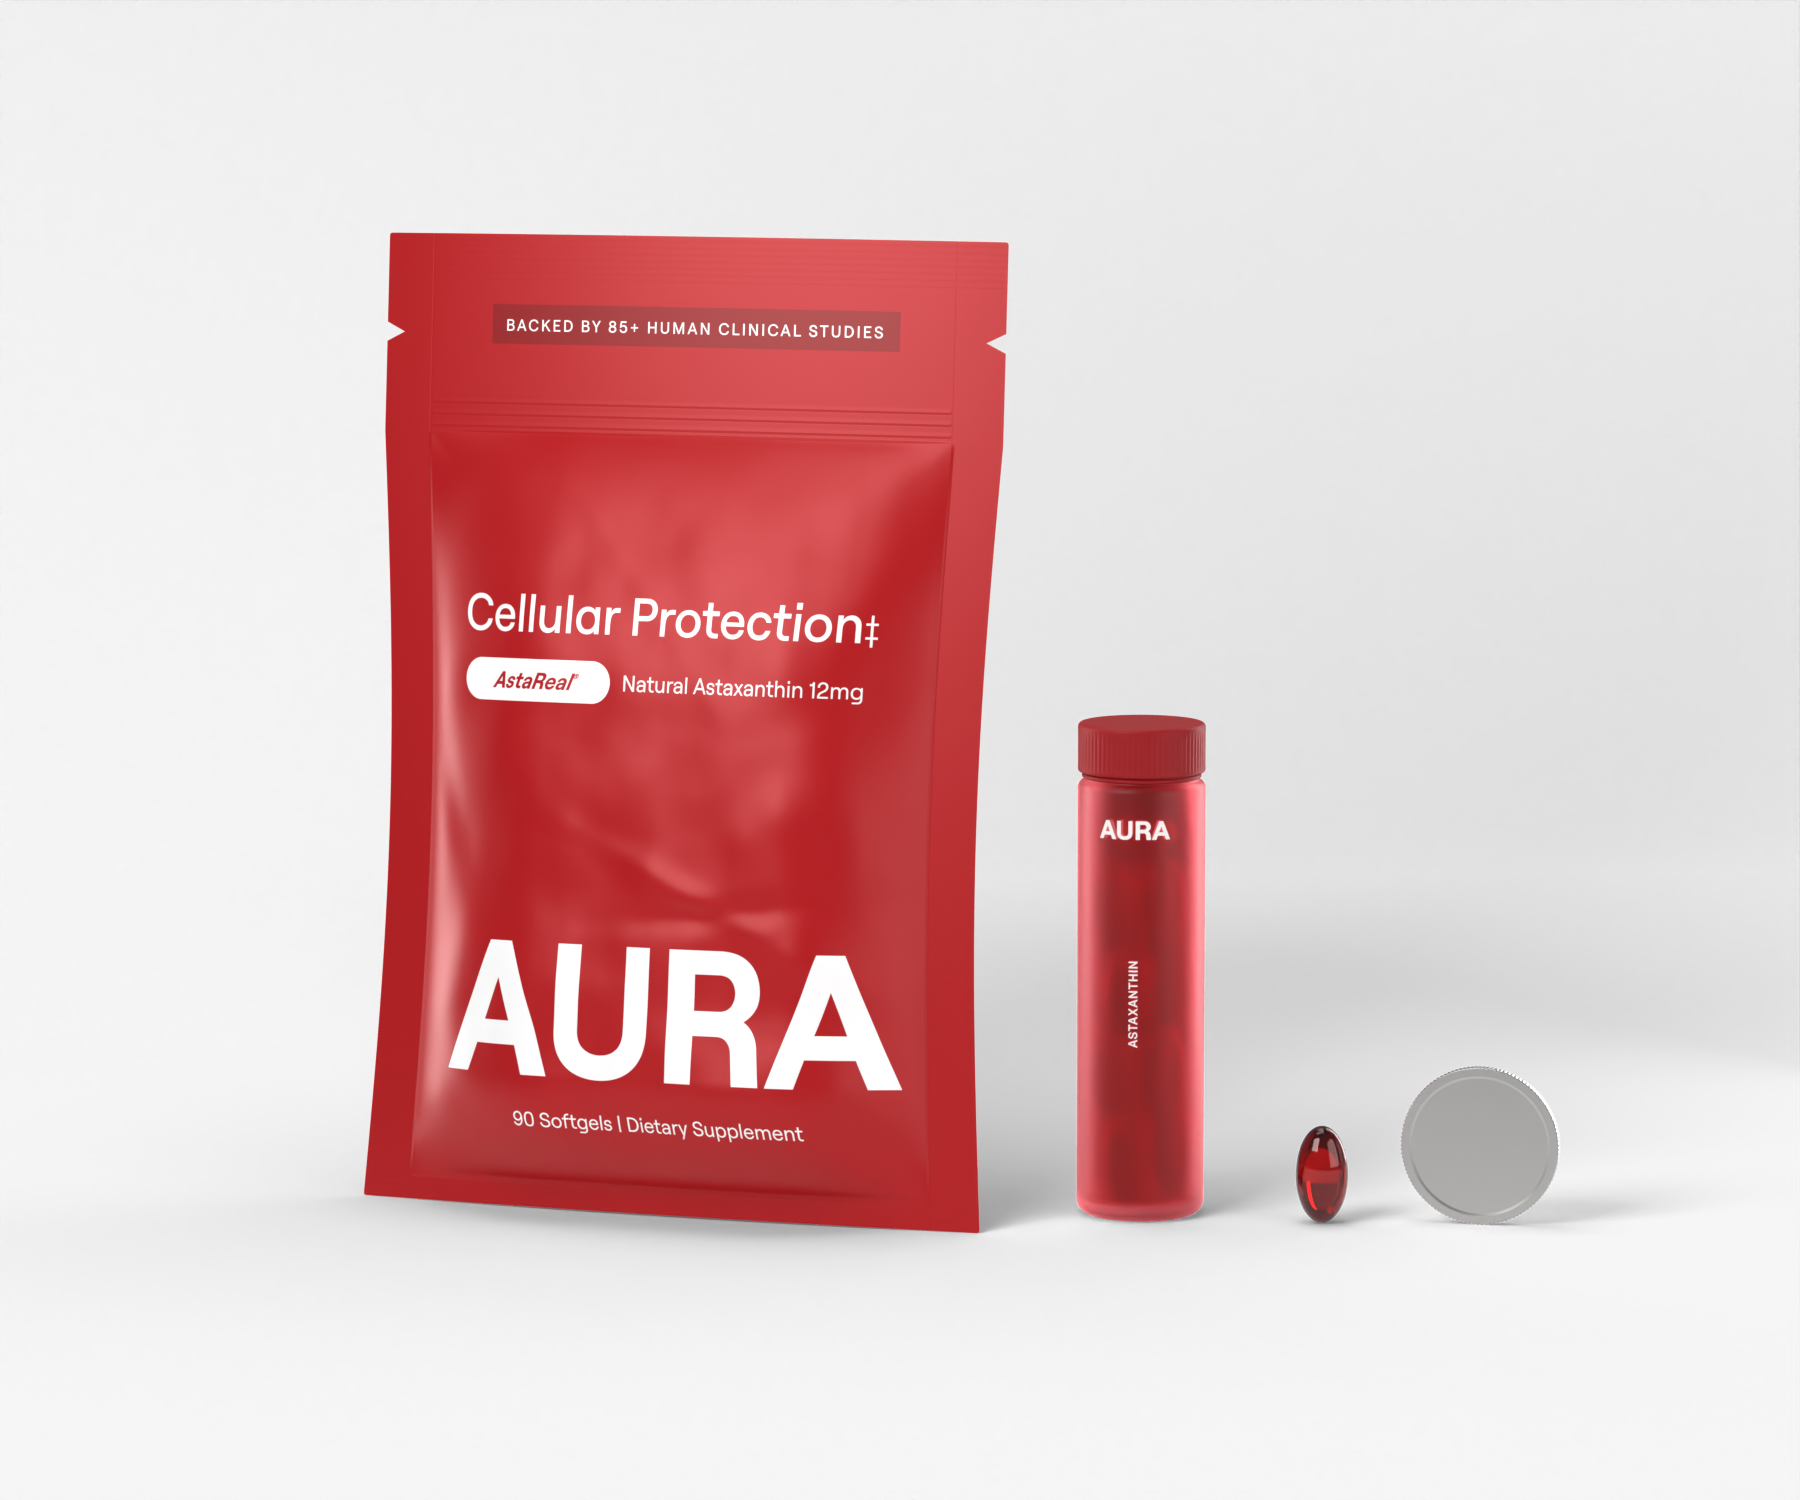 BACKED BY 85+ HUMAN CLINICAL STUDIES
Cellular Protection‡
AstaReal® Natural Astaxanthin 12mg
AURA
90 Softgels | Dietary Supplement
AURA
ASTAXANTHIN